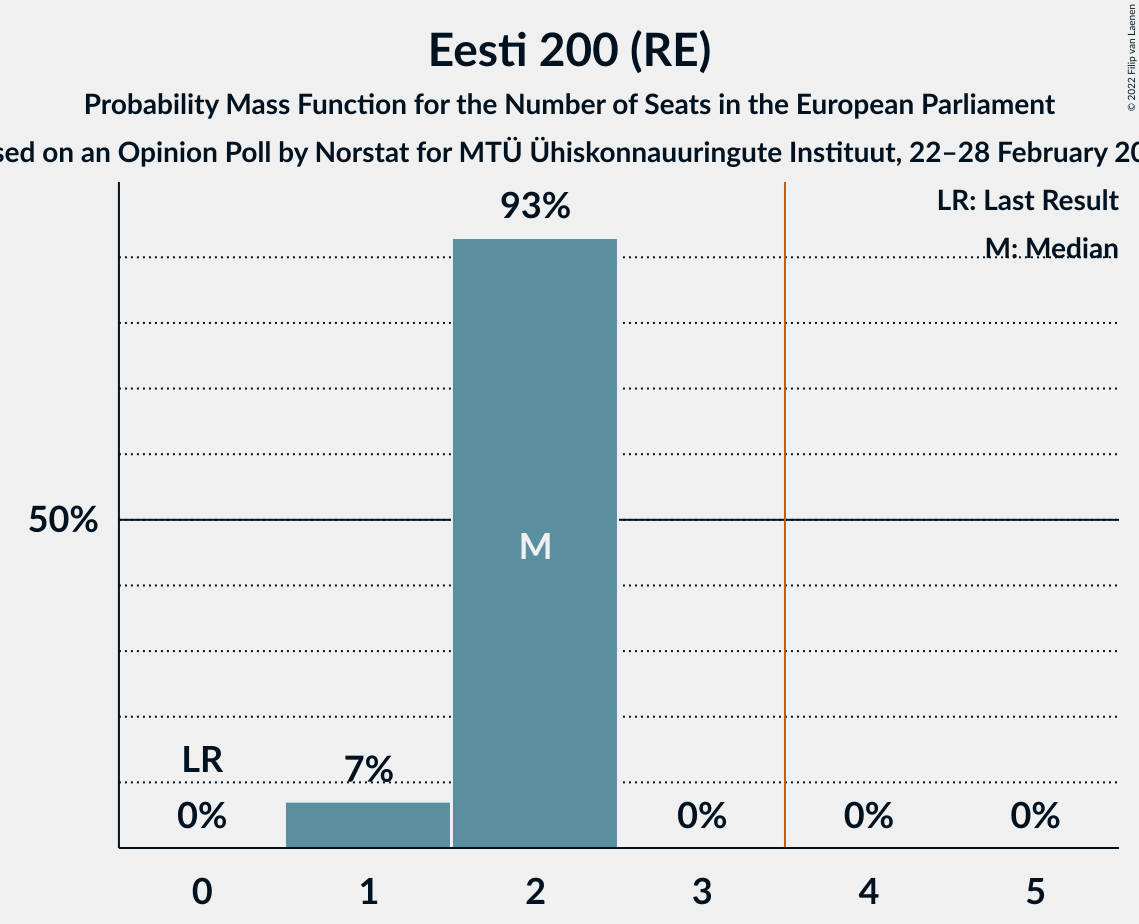 Eesti 200 (RE)
Probability Mass Function for the Number of Seats in the European Parliament
on an Opinion Poll by Norstat for MTÜ Ühiskonnauuringute Instituut, 22–28 February
© 2022 Filip van Laenen
LR: Last Result
M: Median
93%
50%
M
LR
7%
0%
0%
0%
0%
0
1
2
3
4
5